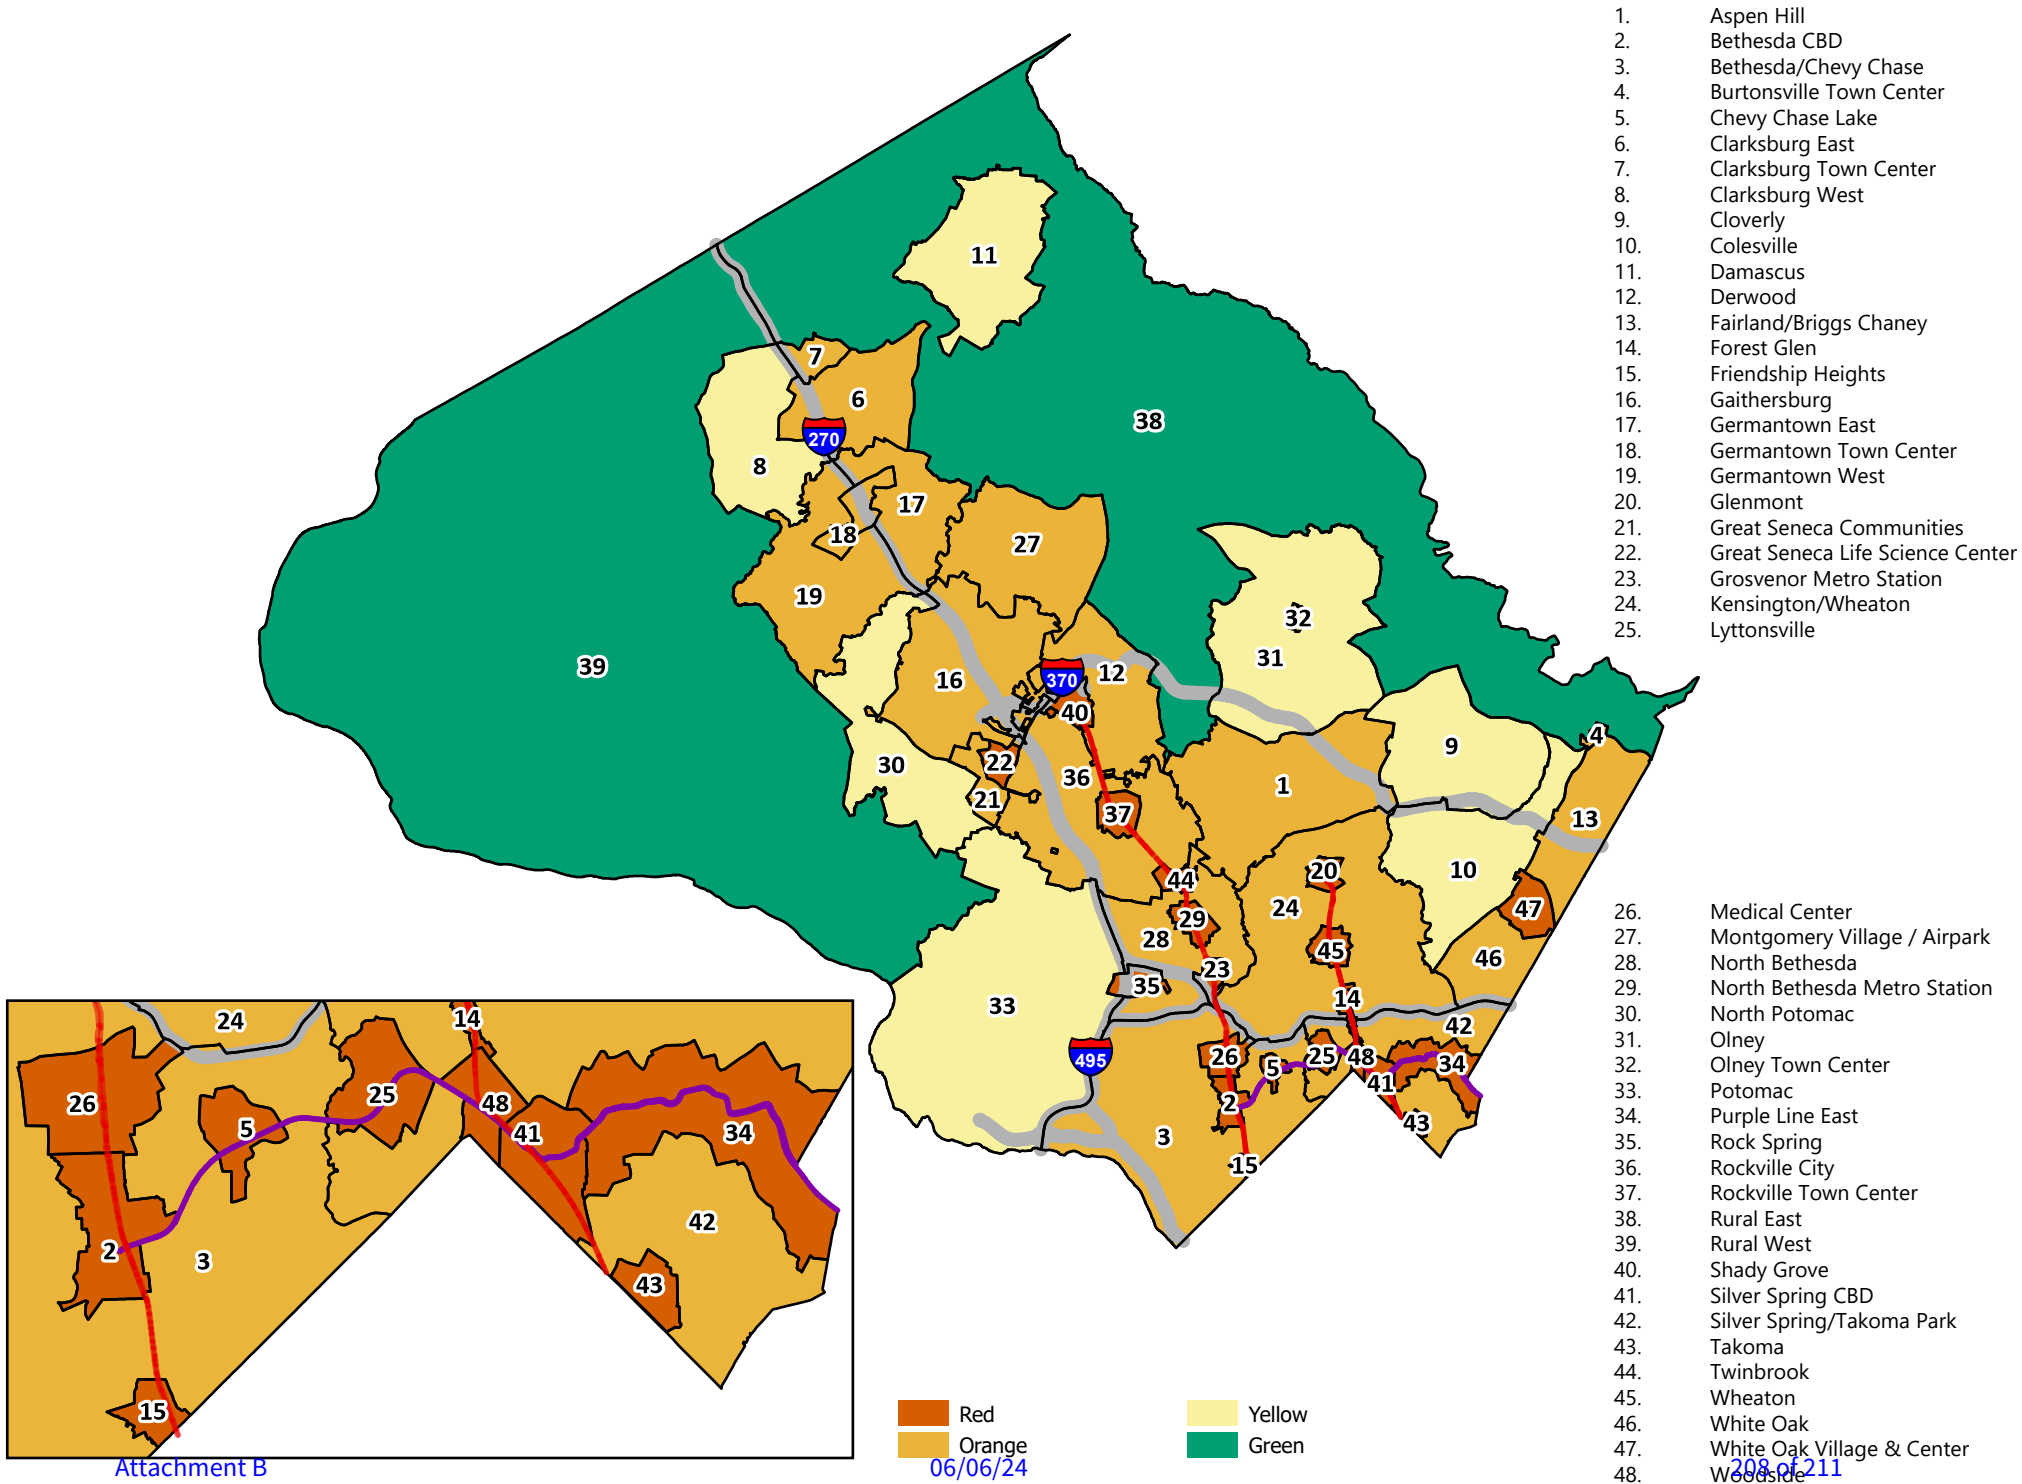 1. Aspen Hill
2. Bethesda CBD
3. Bethesda/Chevy Chase
4. Burtonsville Town Center
5. Chevy Chase Lake
6. Clarksburg East
7. Clarksburg Town Center
8. Clarksburg West
9. Cloverly
10. Colesville
11. Damascus
12. Derwood
13. Fairland/Briggs Chaney
14. Forest Glen
15. Friendship Heights
16. Gaithersburg
17. Germantown East
18. Germantown Town Center
19. Germantown West
20. Glenmont
21. Great Seneca Communities
22. Great Seneca Life Science Center
23. Grosvenor Metro Station
24. Kensington/Wheaton
25. Lyttonsville
26. Medical Center
27. Montgomery Village / Airpark
28. North Bethesda
29. North Bethesda Metro Station
30. North Potomac
31. Olney
32. Olney Town Center
33. Potomac
34. Purple Line East
35. Rock Spring
36. Rockville City
37. Rockville Town Center
38. Rural East
39. Rural West
40. Shady Grove
41. Silver Spring CBD
42. Silver Spring/Takoma Park
43. Takoma
44. Twinbrook
45. Wheaton
46. White Oak
47. White Oak Village & Center
48. Woodside
11
7
6
38
270
8
17
18
27
19
32
31
39
12
16
370
40
4
9
30
22
36
1
21
37
13
20
10
44
24
47
29
28
45
46
23
35
14
33
42
495
26
25
48
5
34
41
2
43
3
15
24
14
26
25
48
5
41
34
42
2
3
43
15
Red
Orange
Yellow
Green
Attachment B
06/06/24
208 of 211